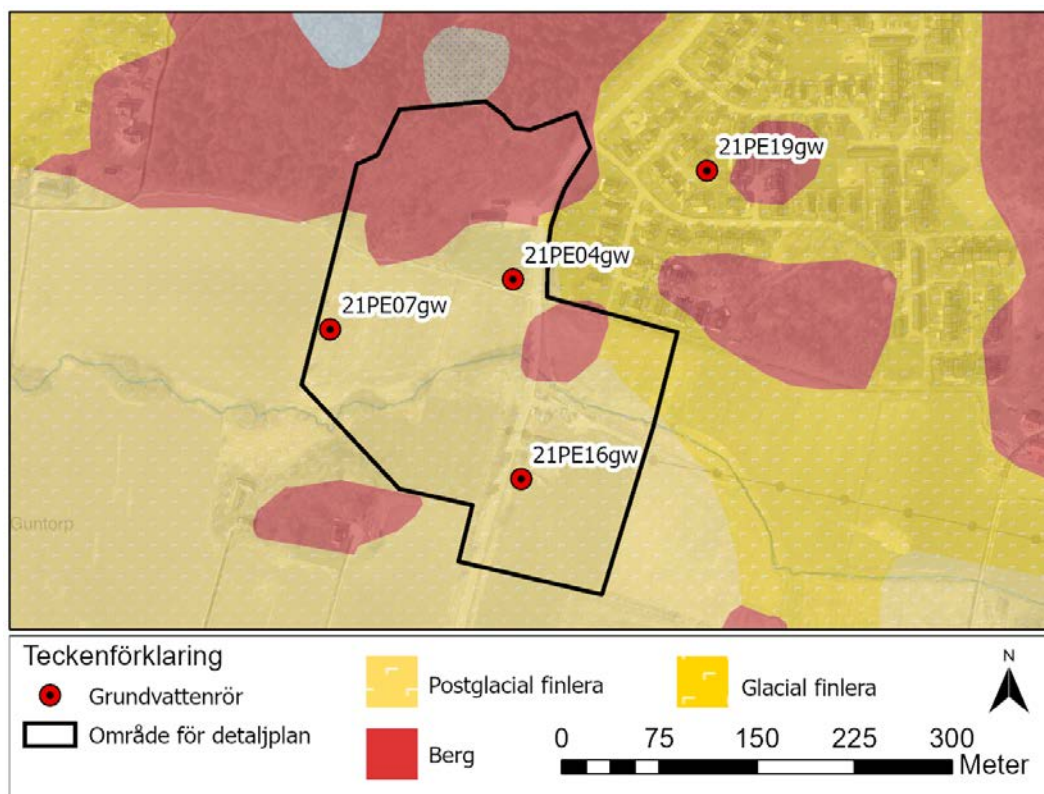 21PE19gw
21PE04gw
21PE07gw
21PE16gw
Guntorp
Teckenförklaring
Grundvattenrör
Område för detaljplan
Postglacial finlera
Berg
Glacial finlera
N
0 75 150 225 300
Meter